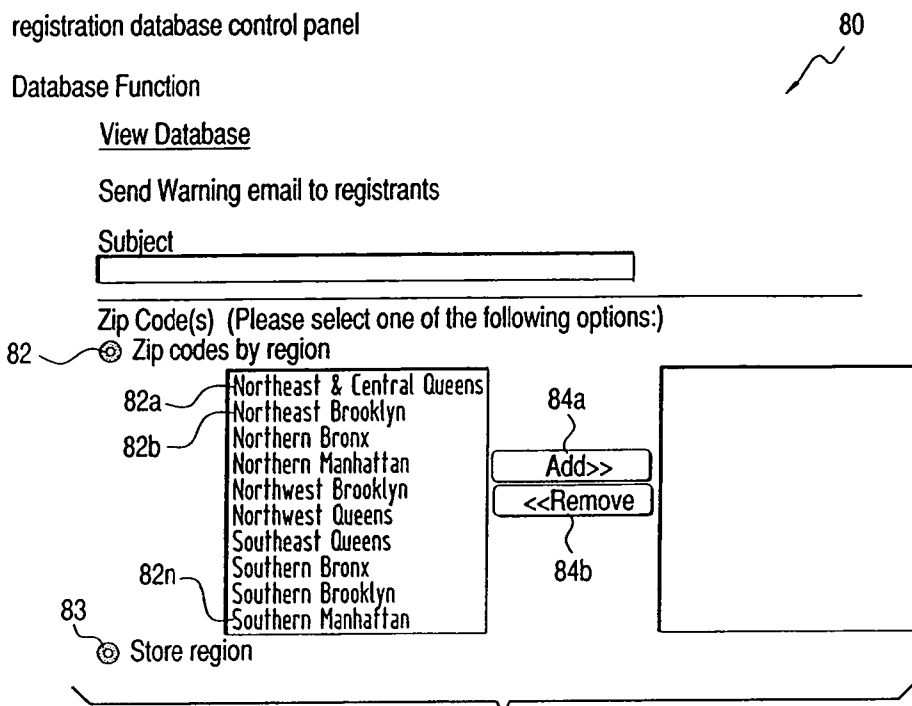 registration database control panel
80
Database Function
View Database
Send Warning email to registrants
Subject
Zip Code(s) (Please select one of the following options:)
82
Zip codes by region
82a
Northeast & Central Queens
82b
Northeast Brooklyn
Northern Bronx
Northern Manhattan
Northwest Brooklyn
Northwest Queens
Southeast Queens
Southern Bronx
Southern Brooklyn
82n
Southern Manhattan
84a
Add>>
<<Remove
84b
83
Store region